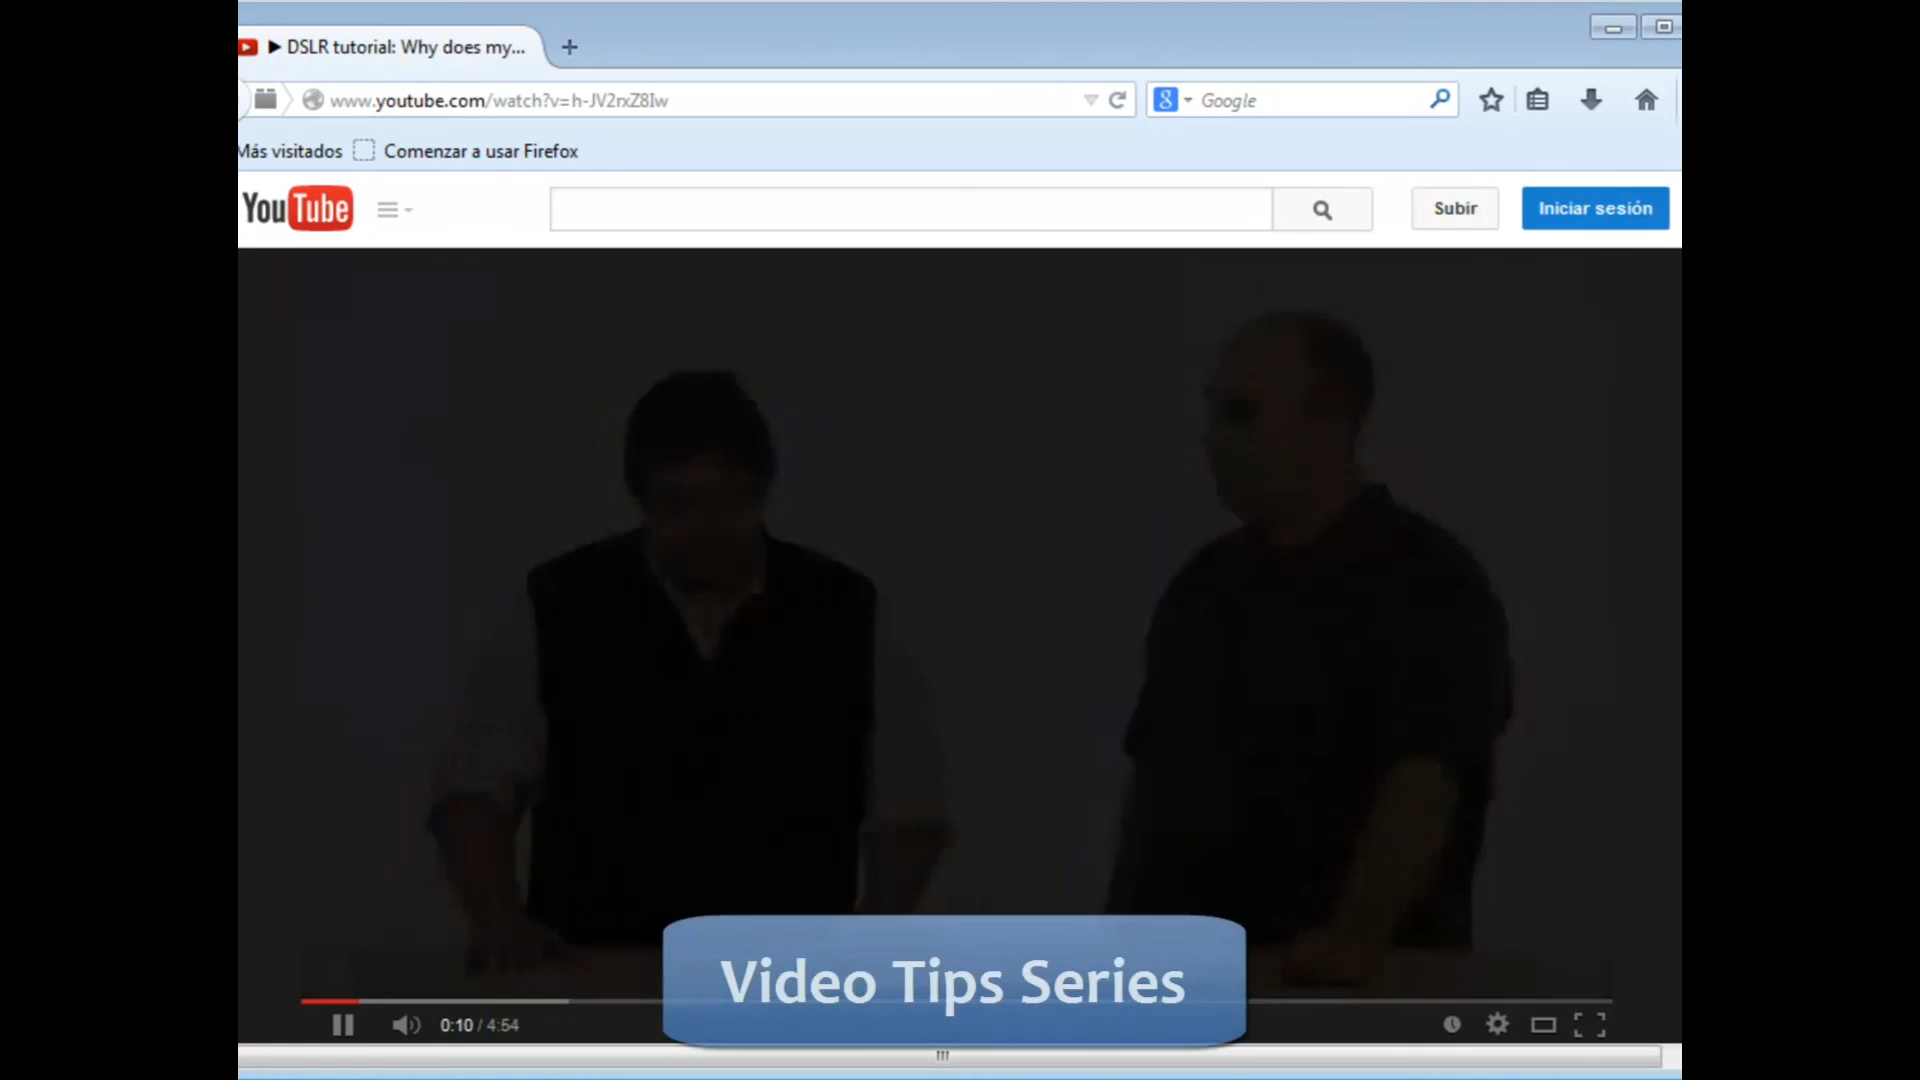 ▶ DSLR tutorial: Why does my...
www.youtube.com/watch?v=h-JV2rxZ8Iw
Google
Más visitados Comenzar a usar Firefox
YouTube
Subir
Iniciar sesión
Video Tips Series
0:10 / 4:54